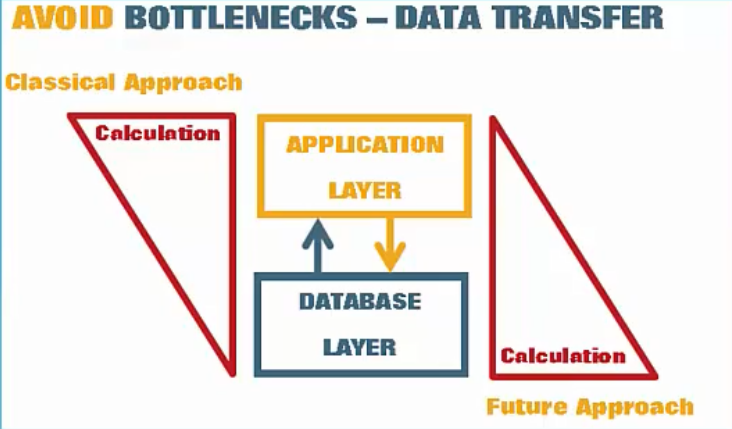 AVOID BOTTLENECKS – DATA TRANSFER
Classical Approach
Calculation
APPLICATION
LAYER
DATABASE
LAYER
Calculation
Future Approach